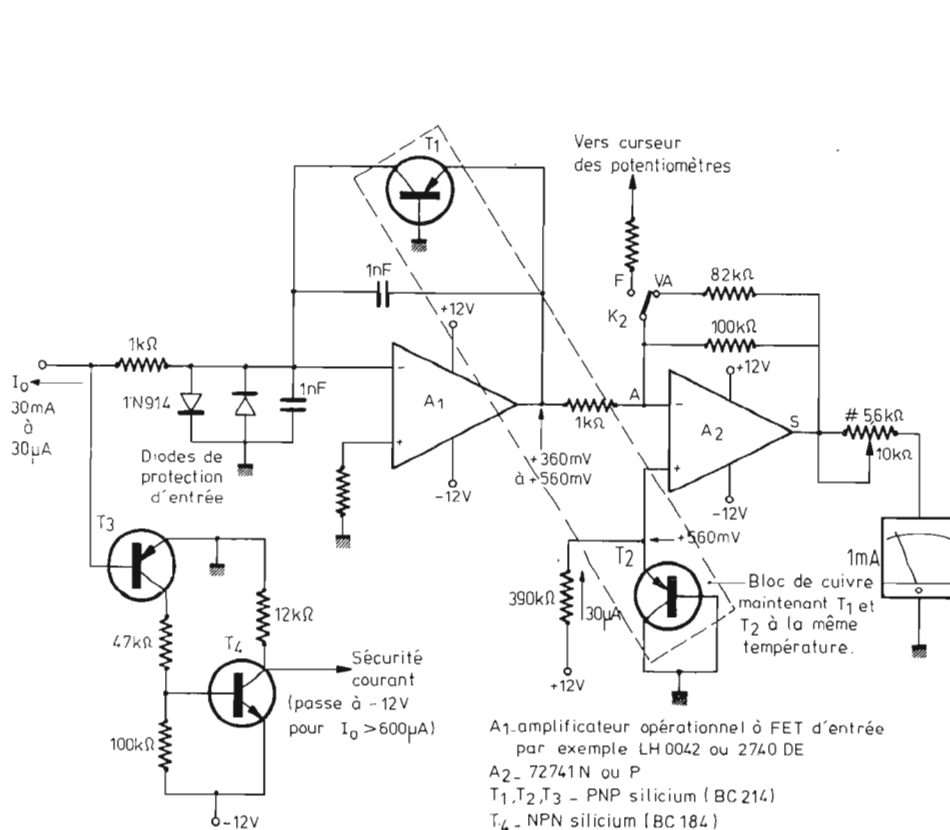 T1
Vers curseur
des potentiomètres
1nF
F
VA
82kΩ
K2
+12V
100kΩ
1kΩ
+12V
I0
30mA
à
30µA
1N914
1nF
-
A1
+
A
-
A2
+
S
# 5,6kΩ
10kΩ
1kΩ
Diodes de
protection
d'entrée
-12V
+360mV
à +560mV
-12V
T3
+560mV
T2
1mA
390kΩ
30µA
Bloc de cuivre
maintenant T1 et
T2 à la même
température.
12kΩ
47kΩ
T4
Sécurité
courant
(passe à -12V
pour I0 >600µA)
+12V
100kΩ
-12V
A1_amplificateur opérationnel à FET d'entrée
par exemple LH 0042 ou 2740 DE
A2_ 72741 N ou P
T1,T2,T3 _ PNP silicium (BC 214)
T4_ NPN silicium (BC 184)